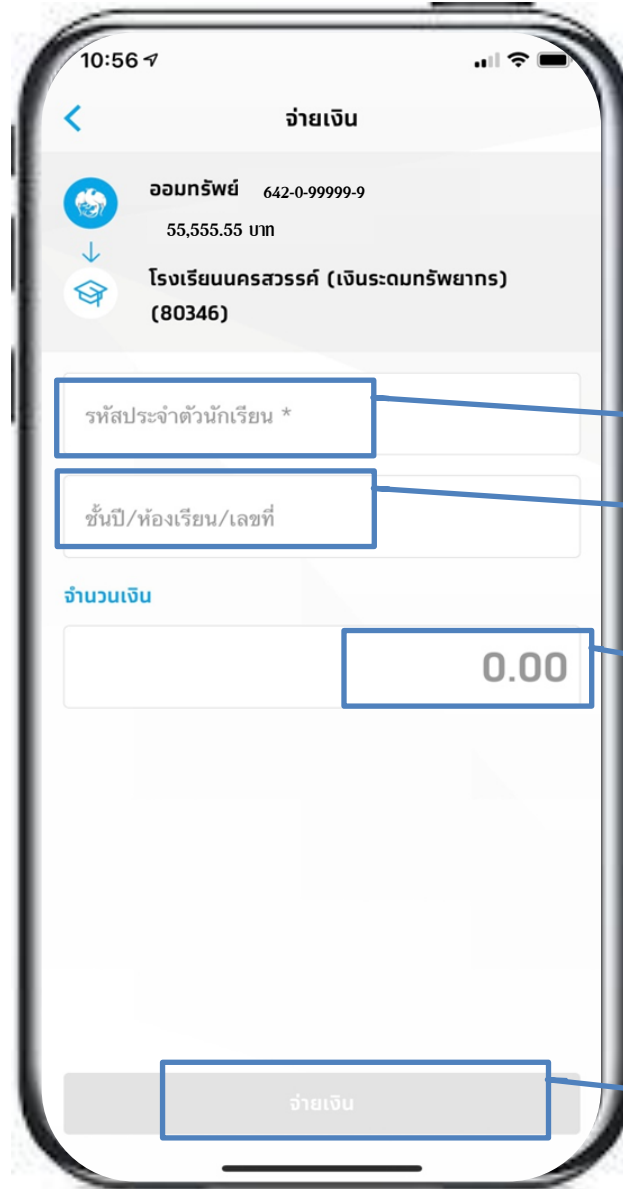 10:56
จ่ายเงิน
ออมทรัพย์ 642-0-99999-9
55,555.55 บาท
โรงเรียนนครสวรรค์ (เงินระดมทรัพยากร)
(80346)
รหัสประจำตัวนักเรียน *
ชั้นปี/ห้องเรียน/เลขที่
จำนวนเงิน
0.00
จ่ายเงิน